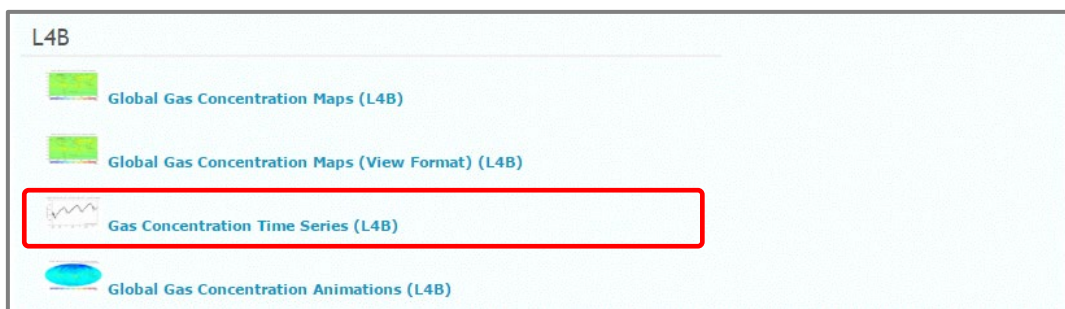 L4B
Global Gas Concentration Maps (L4B)
Global Gas Concentration Maps (View Format) (L4B)
Gas Concentration Time Series (L4B)
Global Gas Concentration Animations (L4B)